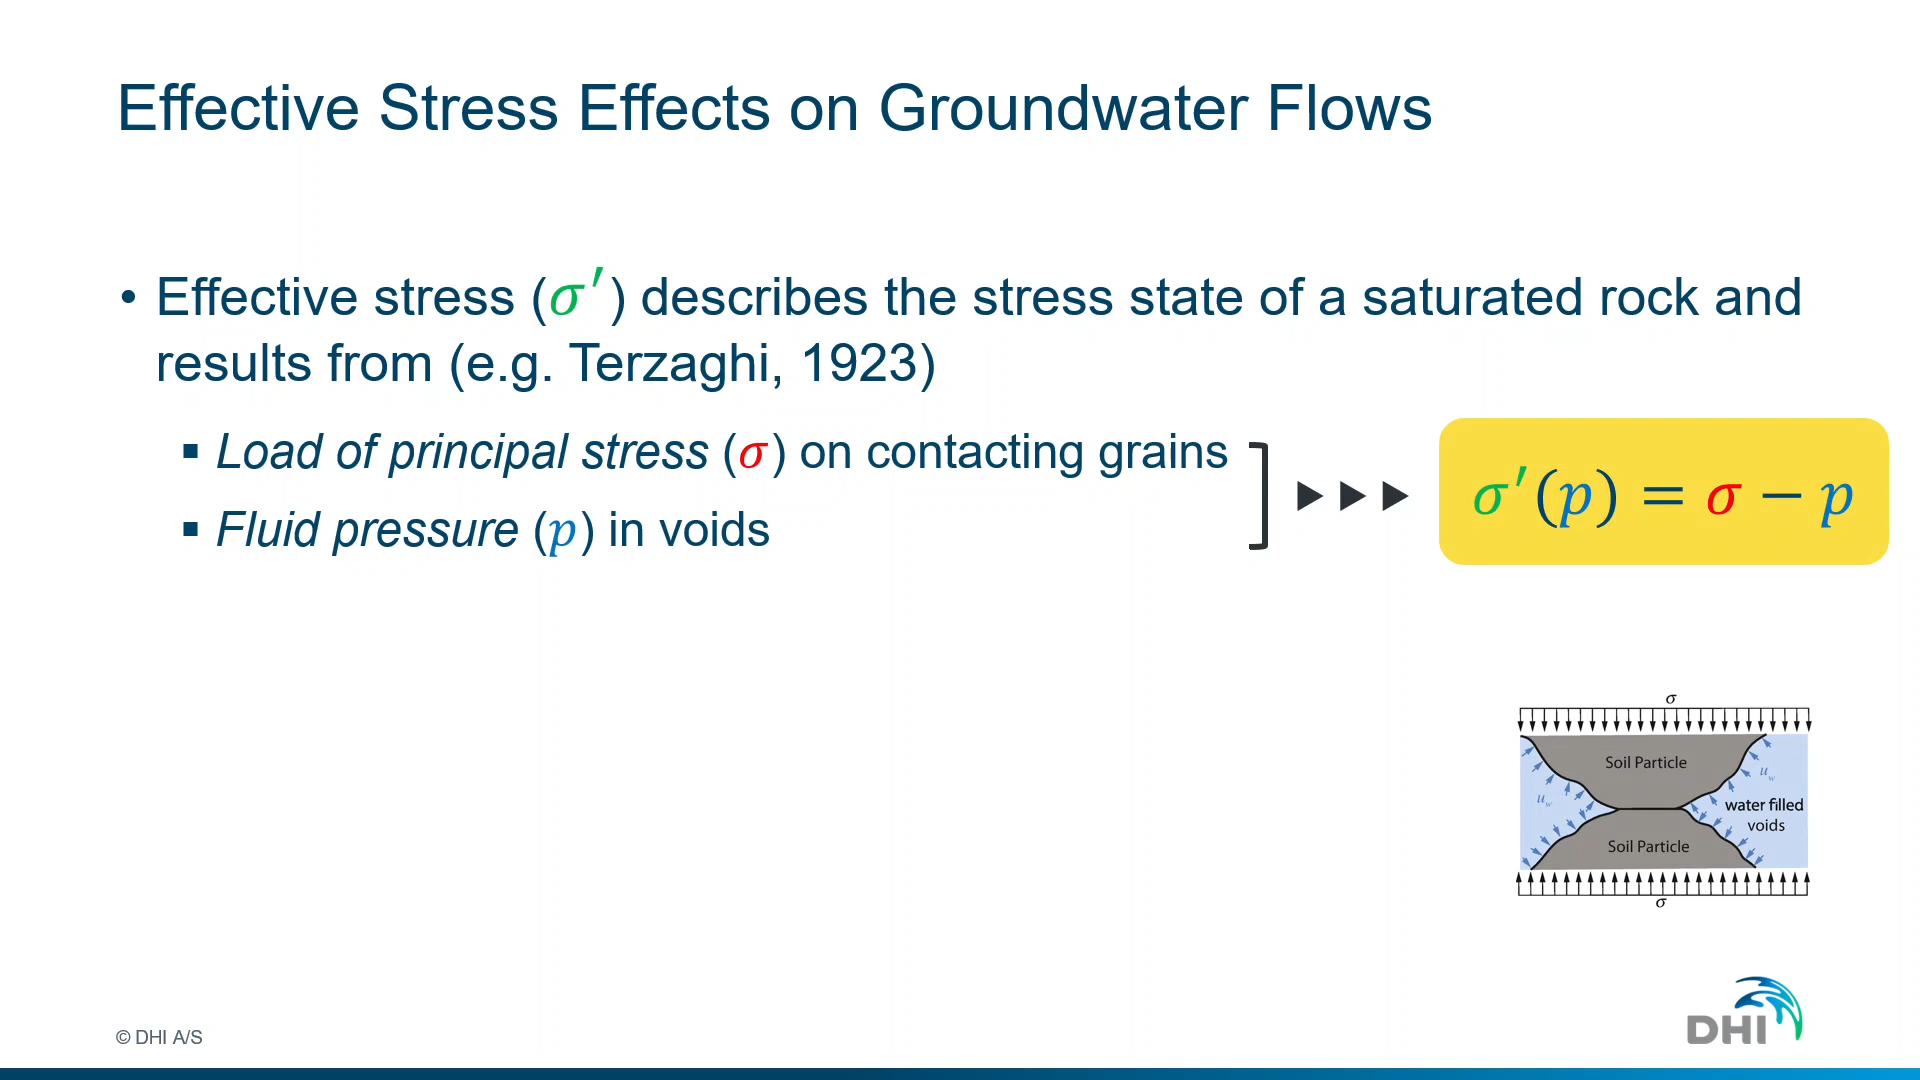 Effective Stress Effects on Groundwater Flows
• Effective stress (σ′) describes the stress state of a saturated rock and
results from (e.g. Terzaghi, 1923)
▪ Load of principal stress (σ) on contacting grains
▪ Fluid pressure (p) in voids
σ′(p) = σ − p
σ
Soil Particle
u_w
u_w
water filled
voids
Soil Particle
σ
© DHI A/S
DHI